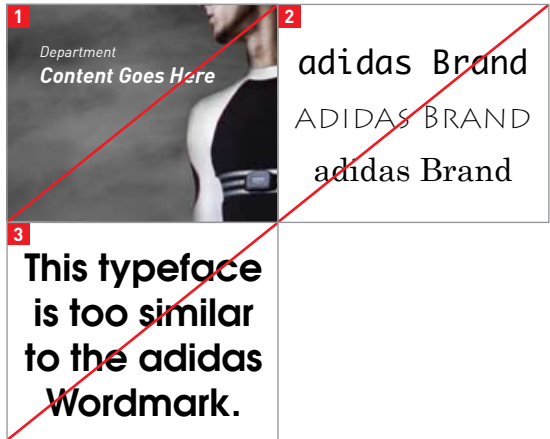 1
Department
Content Goes Here
2
adidas Brand
ADIDAS BRAND
adidas Brand
3
This typeface
is too similar
to the adidas
Wordmark.